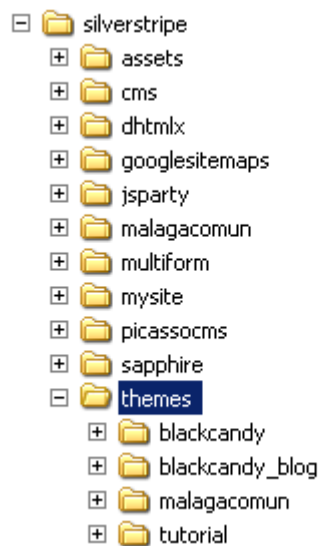 silverstripe
assets
cms
dhtmlx
googlesitemaps
jsparty
malagacomun
multiform
mysite
picassocms
sapphire
themes
blackcandy
blackcandy_blog
malagacomun
tutorial